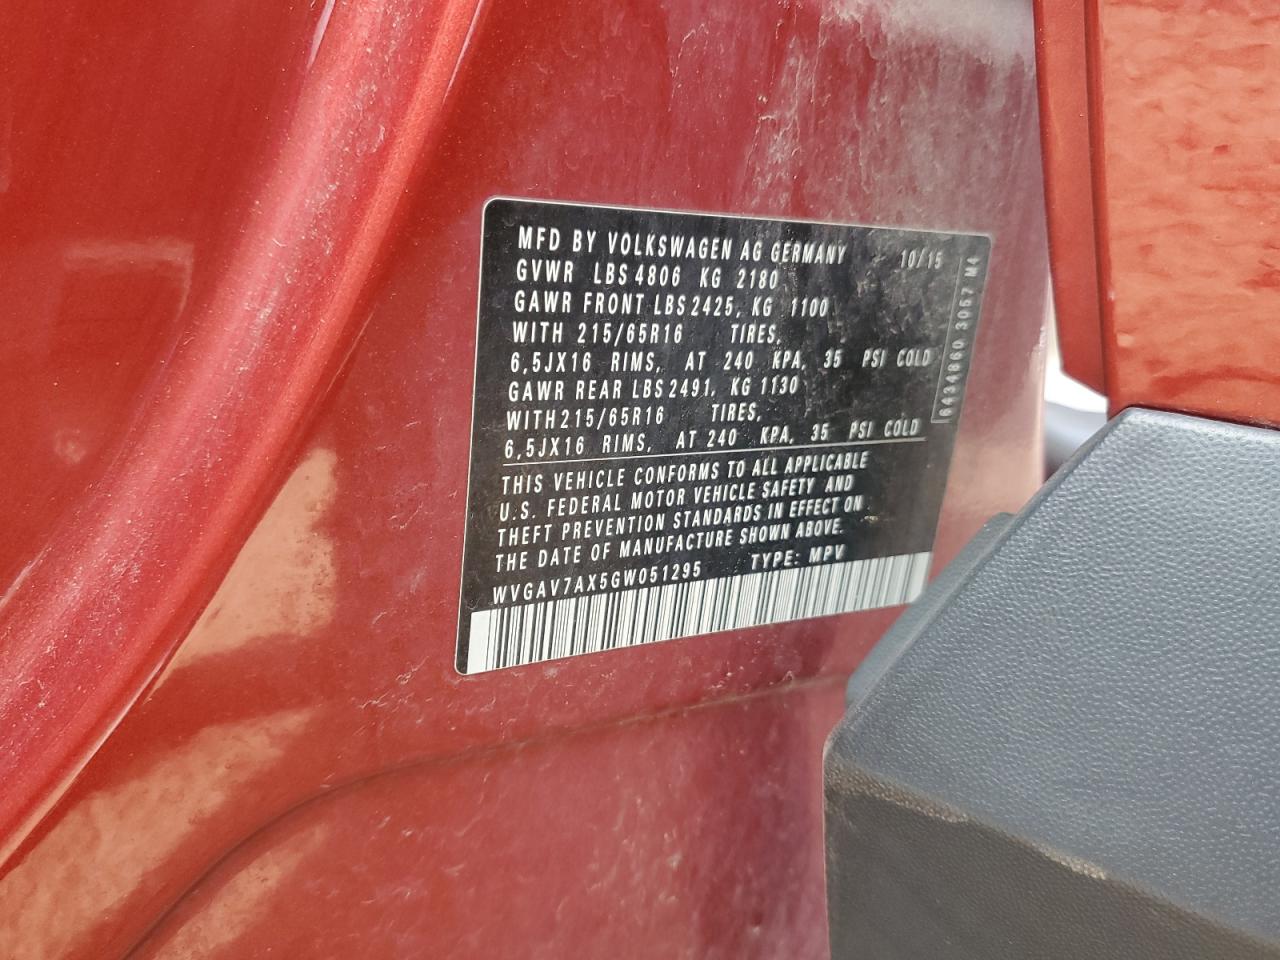 MFD BY VOLKSWAGEN AG GERMANY 10/15
GVWR LBS 4806 KG 2180
GAWR FRONT LBS 2425, KG 1100
WITH 215/65R16 TIRES,
6,5JX16 RIMS, AT 240 KPA, 35 PSI COLD
GAWR REAR LBS 2491, KG 1130
WITH 215/65R16 TIRES,
6,5JX16 RIMS, AT 240 KPA, 35 PSI COLD
THIS VEHICLE CONFORMS TO ALL APPLICABLE
U.S. FEDERAL MOTOR VEHICLE SAFETY AND
THEFT PREVENTION STANDARDS IN EFFECT ON
THE DATE OF MANUFACTURE SHOWN ABOVE.
WVGAV7AX5GW051295 TYPE: MPV
6434860 3057 M4